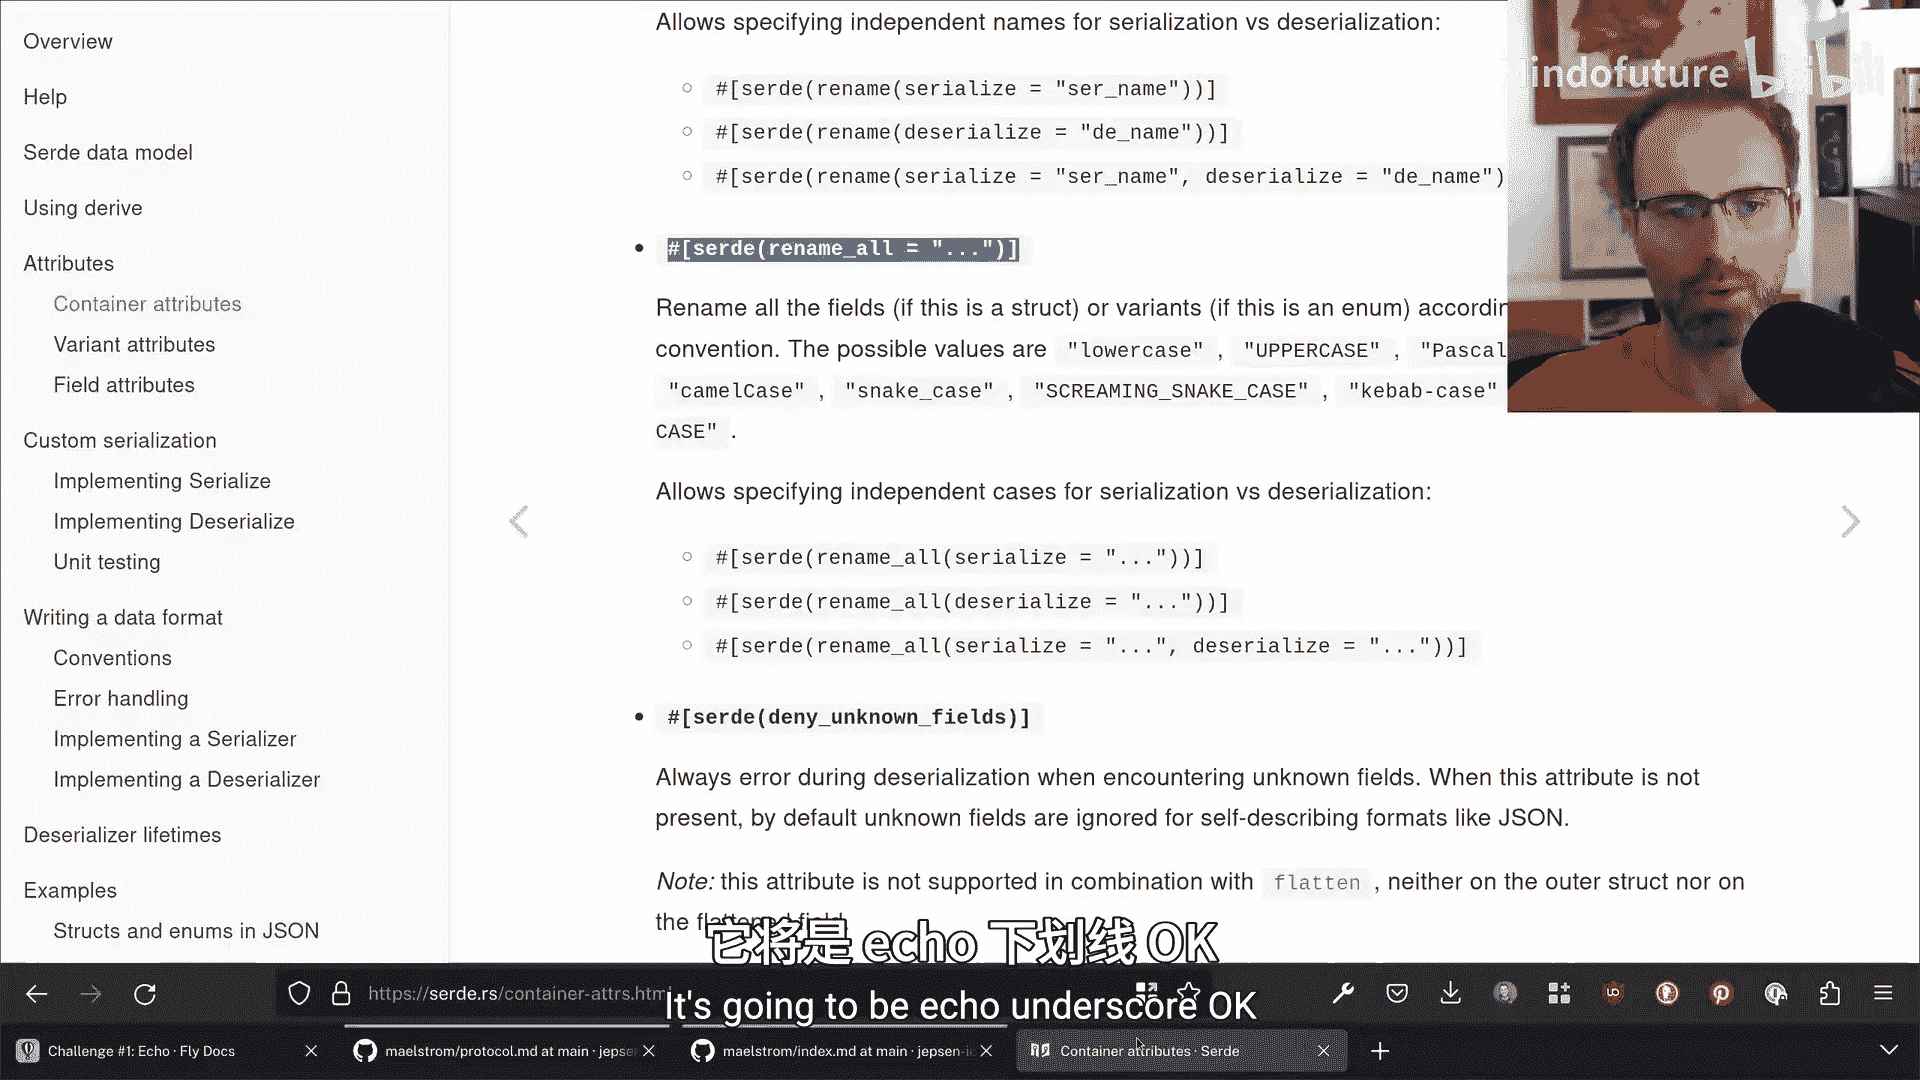 Overview
Help
Serde data model
Using derive
Attributes
Container attributes
Variant attributes
Field attributes
Custom serialization
Implementing Serialize
Implementing Deserialize
Unit testing
Writing a data format
Conventions
Error handling
Implementing a Serializer
Implementing a Deserializer
Deserializer lifetimes
Examples
Structs and enums in JSON
Allows specifying independent names for serialization vs deserialization:
#[serde(rename(serialize = "ser_name"))]
#[serde(rename(deserialize = "de_name"))]
#[serde(rename(serialize = "ser_name", deserialize = "de_name")
#[serde(rename_all = "...")]
Rename all the fields (if this is a struct) or variants (if this is an enum) accordin
convention. The possible values are "lowercase" , "UPPERCASE" , "Pascal
"camelCase" , "snake_case" , "SCREAMING_SNAKE_CASE" , "kebab-case"
CASE" .
Allows specifying independent cases for serialization vs deserialization:
#[serde(rename_all(serialize = "..."))]
#[serde(rename_all(deserialize = "..."))]
#[serde(rename_all(serialize = "...", deserialize = "..."))]
#[serde(deny_unknown_fields)]
Always error during deserialization when encountering unknown fields. When this attribute is not
present, by default unknown fields are ignored for self-describing formats like JSON.
Note: this attribute is not supported in combination with flatten , neither on the outer struct nor on
the flattened field.
Mindofuture bilibili
它将是 echo 下划线 OK
It's going to be echo underscore OK
https://serde.rs/container-attrs.html
Challenge #1: Echo · Fly Docs
maelstrom/protocol.md at main · jepse
maelstrom/index.md at main · jepsen-i
Container attributes · Serde